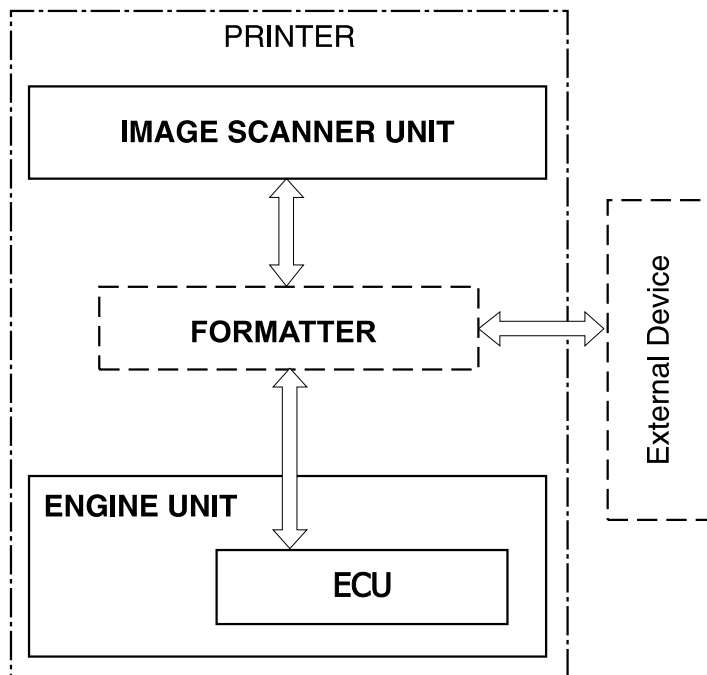 PRINTER
IMAGE SCANNER UNIT
FORMATTER
External Device
ENGINE UNIT
ECU